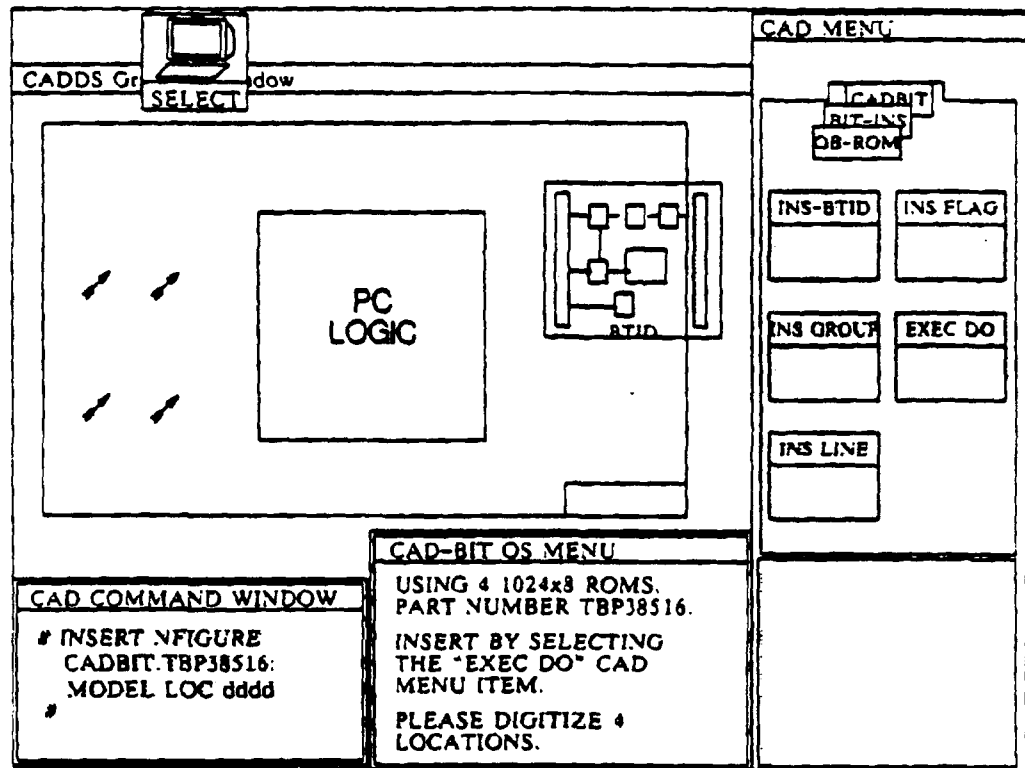 CAD MENU
CADDS Gr dow
SELECT
CADBIT
BIT-INS
OB-ROM
INS-BTID
INS FLAG
PC
LOGIC
BTID
INS GROUP
EXEC DO
INS LINE
CAD-BIT OS MENU
USING 4 1024x8 ROMS.
PART NUMBER TBP38516.
INSERT BY SELECTING
THE "EXEC DO" CAD
MENU ITEM.
PLEASE DIGITIZE 4
LOCATIONS.
CAD COMMAND WINDOW
# INSERT NFIGURE
CADBIT.TBP38516:
MODEL LOC dddd
#